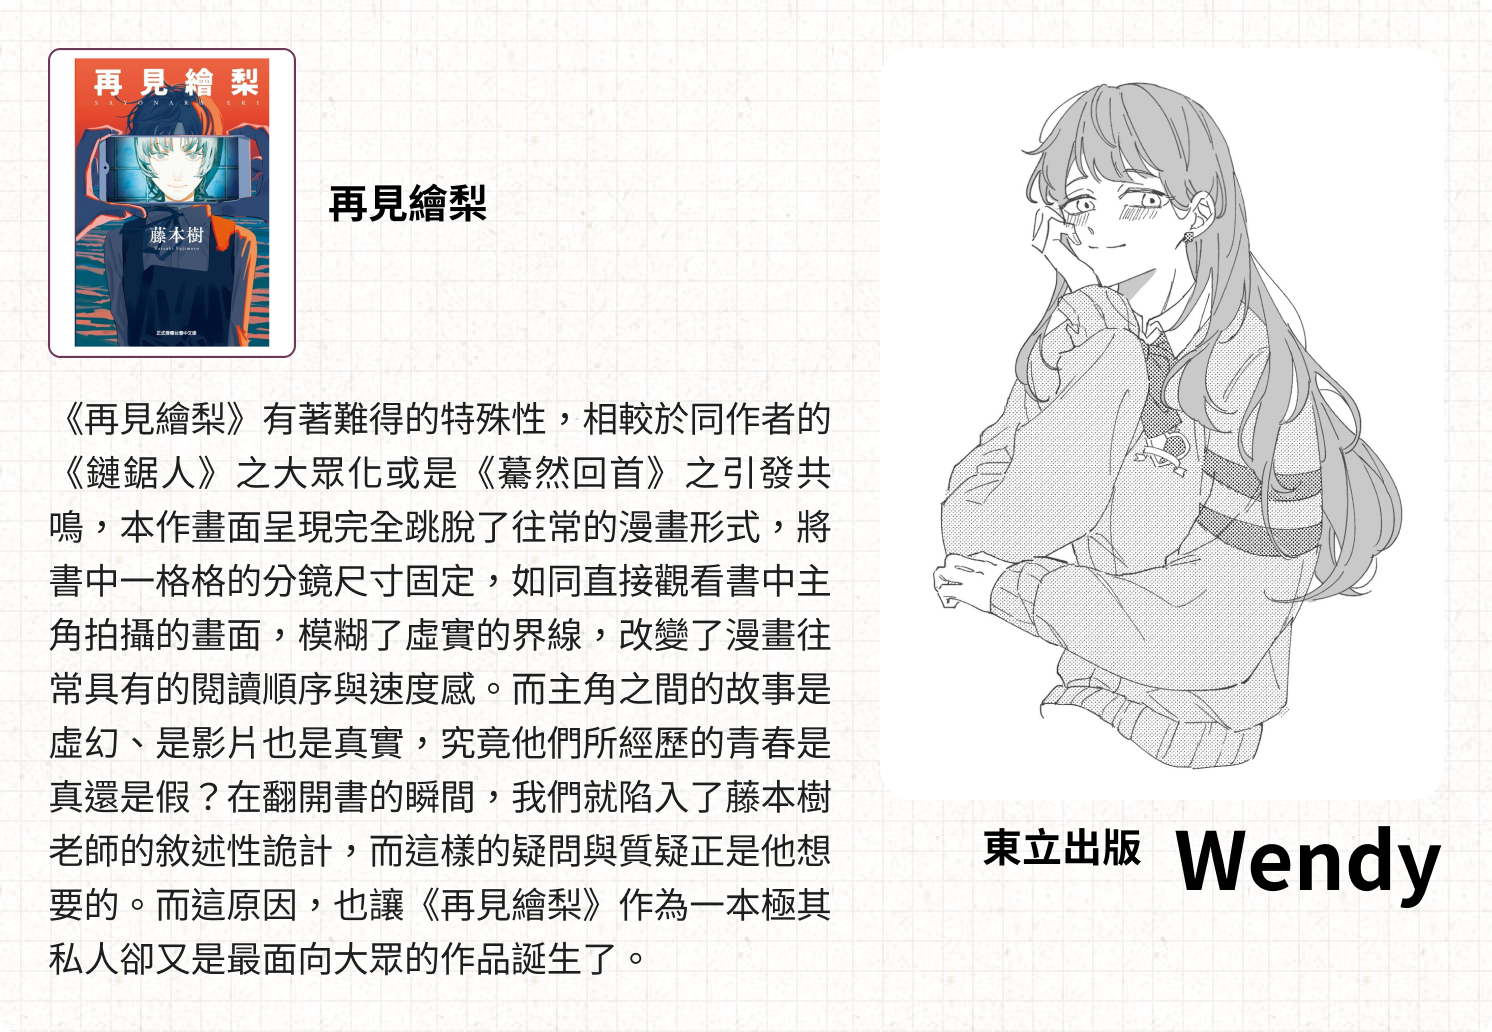 再見繪梨
SAYONARA ERI
藤本樹
Tatsuki Fujimoto
正式授權台灣中文版
再見繪梨
《再見繪梨》有著難得的特殊性，相較於同作者的
《鏈鋸人》之大眾化或是《驀然回首》之引發共
鳴，本作畫面呈現完全跳脫了往常的漫畫形式，將
書中一格格的分鏡尺寸固定，如同直接觀看書中主
角拍攝的畫面，模糊了虛實的界線，改變了漫畫往
常具有的閱讀順序與速度感。而主角之間的故事是
虛幻、是影片也是真實，究竟他們所經歷的青春是
真還是假？在翻開書的瞬間，我們就陷入了藤本樹
老師的敘述性詭計，而這樣的疑問與質疑正是他想
要的。而這原因，也讓《再見繪梨》作為一本極其
私人卻又是最面向大眾的作品誕生了。
東立出版 Wendy